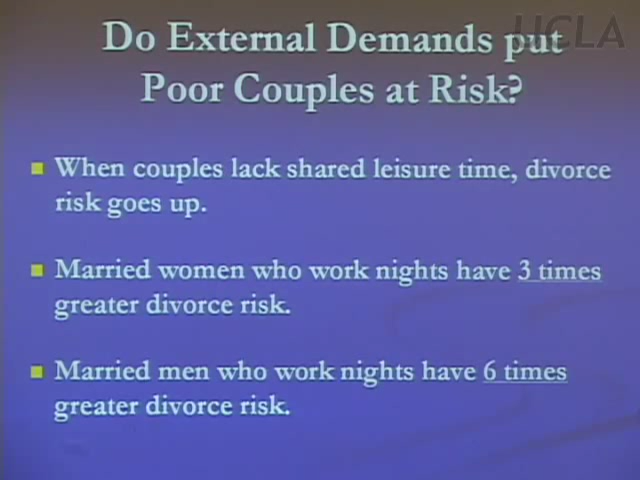 UCLA
Do External Demands put
Poor Couples at Risk?
When couples lack shared leisure time, divorce
risk goes up.
Married women who work nights have 3 times
greater divorce risk.
Married men who work nights have 6 times
greater divorce risk.